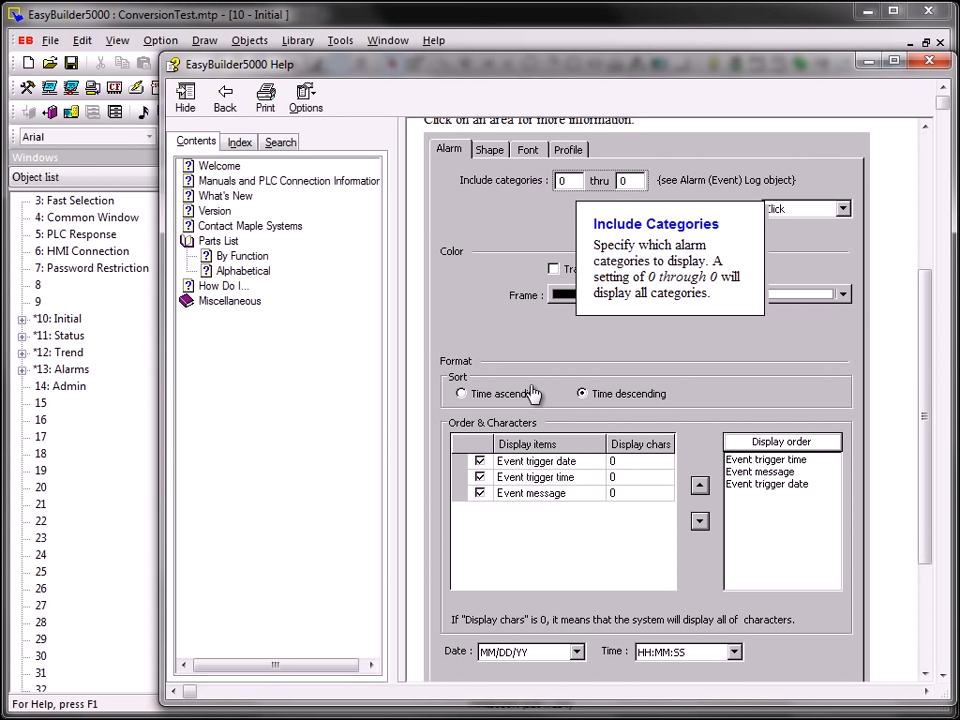 EasyBuilder5000 : ConversionTest.mtp - [10 - Initial ]
EB File Edit View Option Draw Objects Library Tools Window Help
EasyBuilder5000 Help
Hide Back Print Options
Arial
Windows
Object list
3: Fast Selection
4: Common Window
5: PLC Response
6: HMI Connection
7: Password Restriction
8
9
*10: Initial
*11: Status
*12: Trend
*13: Alarms
14: Admin
15
16
17
18
19
20
21
22
23
24
25
26
27
28
29
30
31
32
For Help, press F1
Contents Index Search
Welcome
Manuals and PLC Connection Information
What's New
Version
Contact Maple Systems
Parts List
By Function
Alphabetical
How Do I...
Miscellaneous
Click on an area for more information.
Alarm Shape Font Profile
Include categories : 0 thru 0 {see Alarm (Event) Log object}
Click
Include Categories
Specify which alarm
categories to display. A
setting of 0 through 0 will
display all categories.
Color
Frame :
Format
Sort
Time ascending Time descending
Order & Characters
Display items Display chars
Event trigger date 0
Event trigger time 0
Event message 0
Display order
Event trigger time
Event message
Event trigger date
If "Display chars" is 0, it means that the system will display all of characters.
Date : MM/DD/YY Time : HH:MM:SS